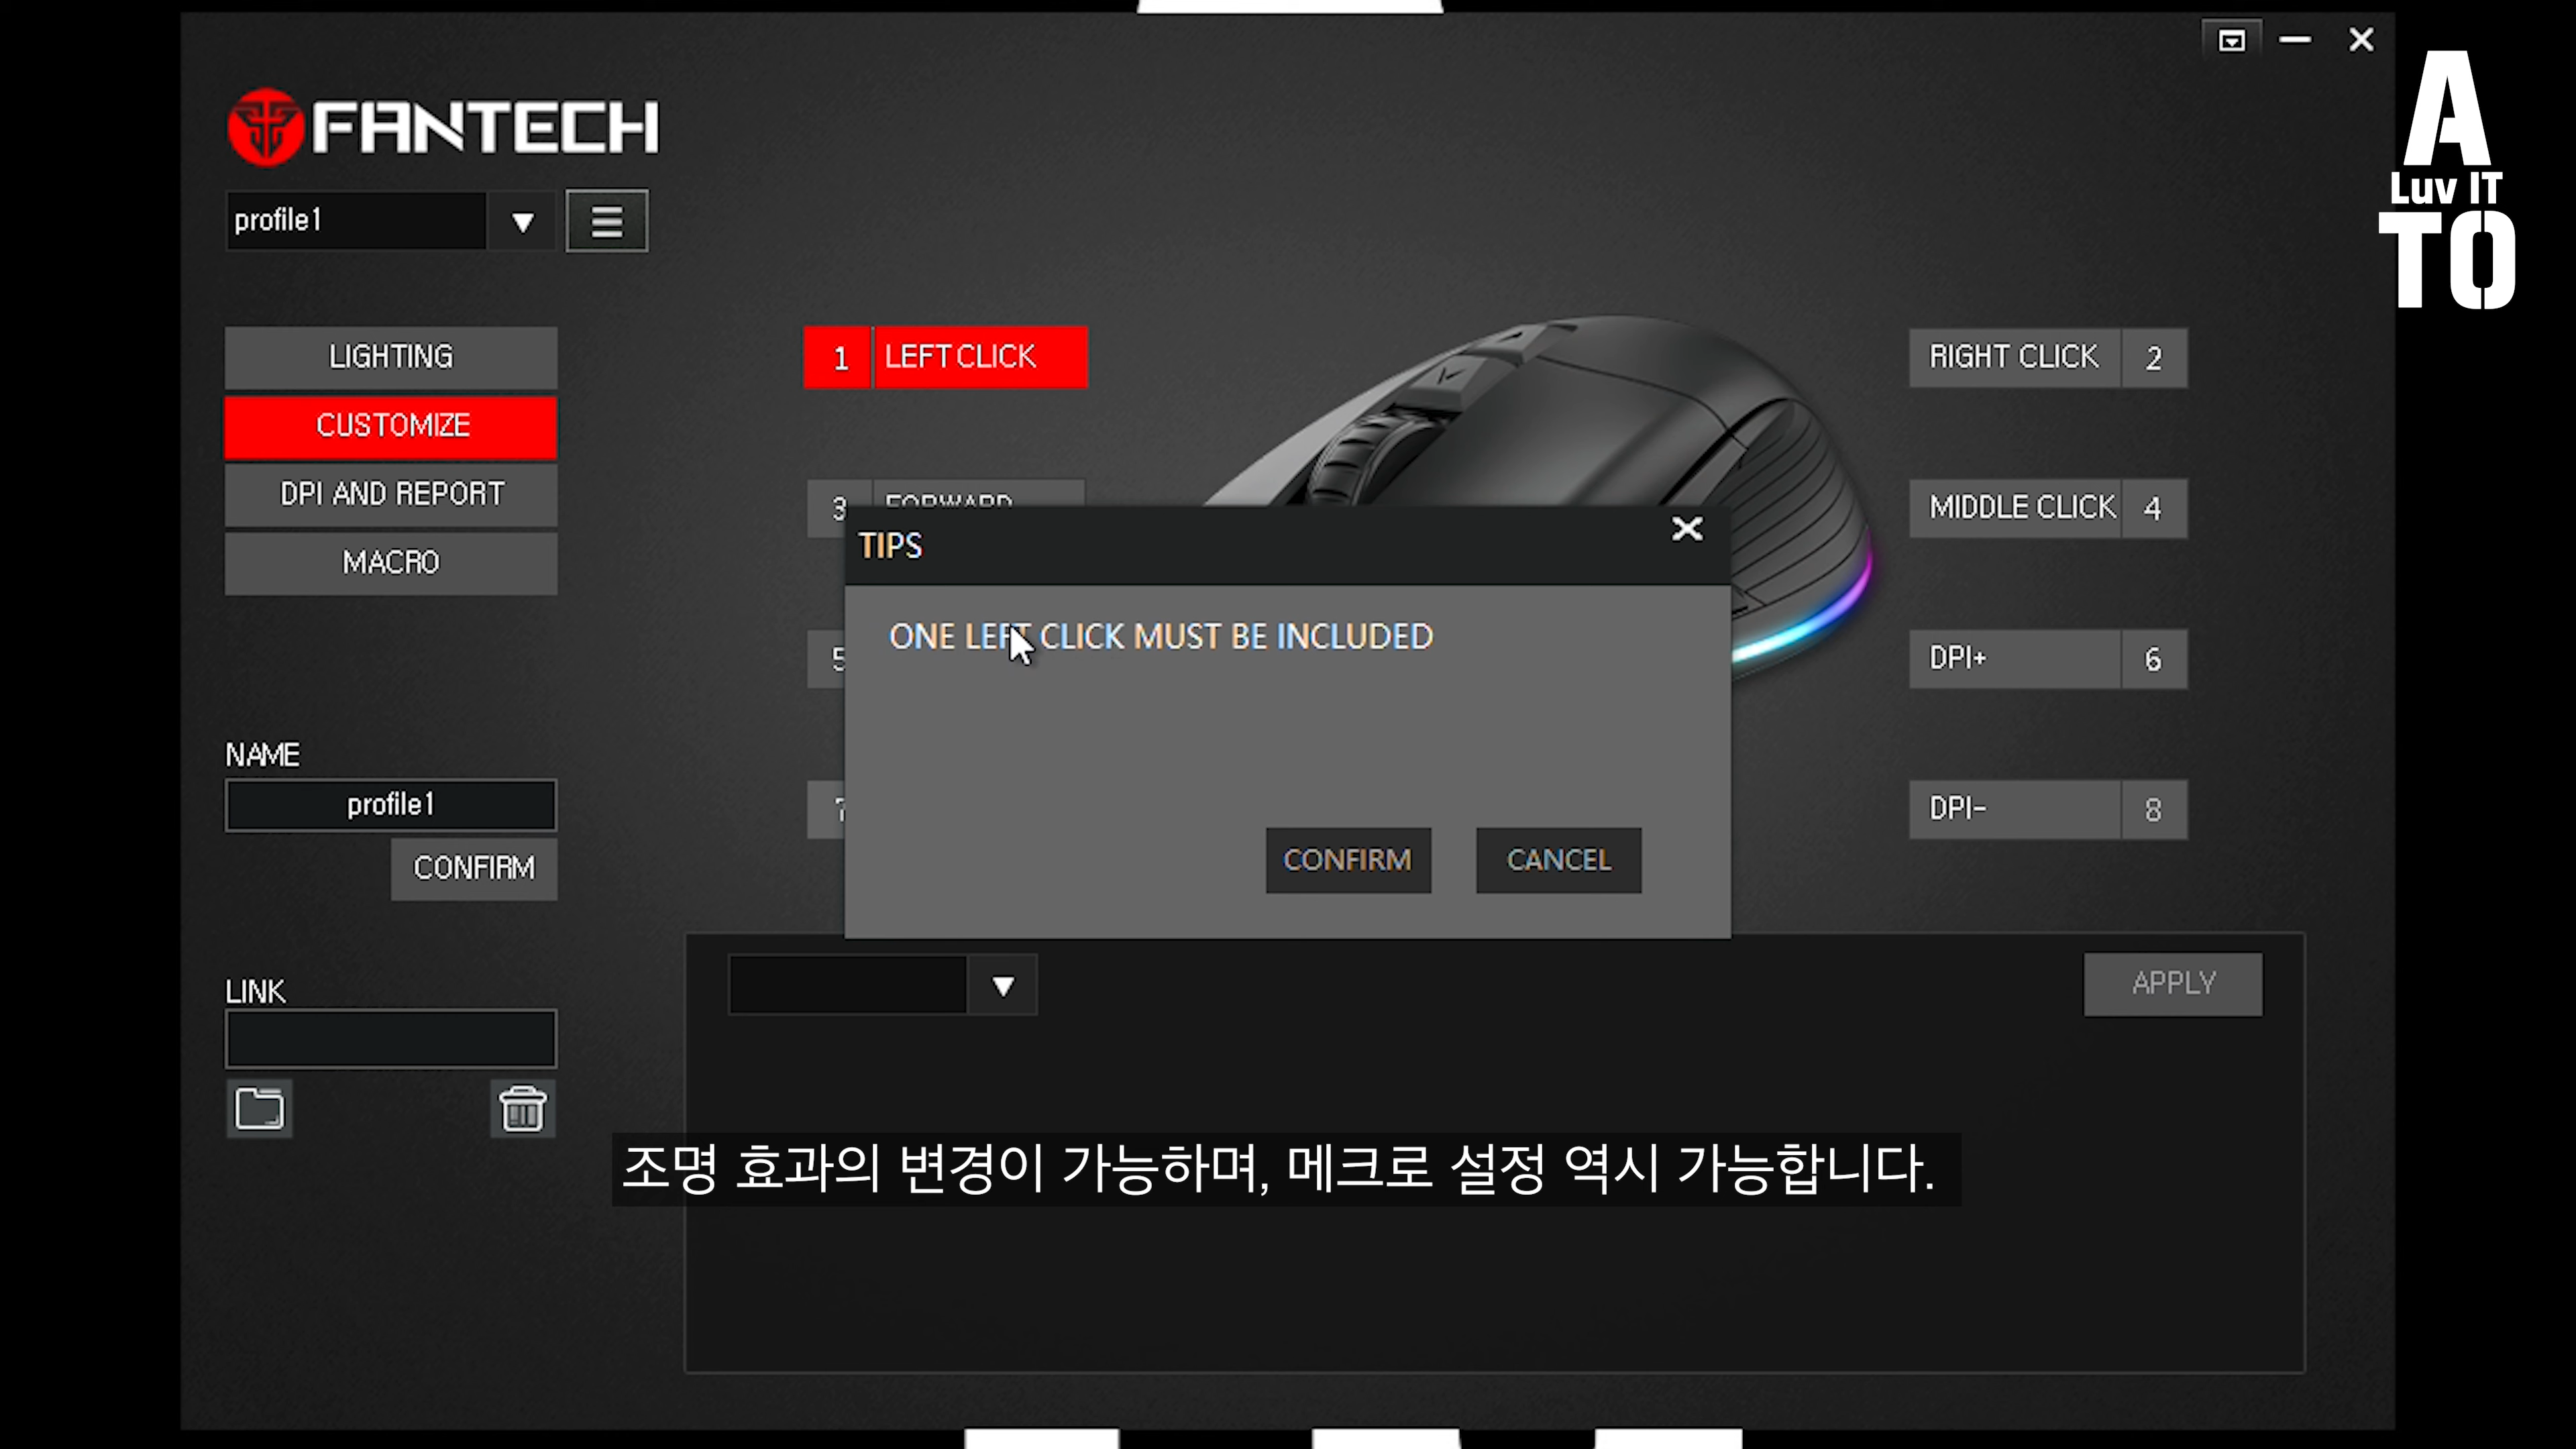 FANTECH
A
Luv IT
TO
profile1
LIGHTING
CUSTOMIZE
DPI AND REPORT
MACRO
1 LEFT CLICK
RIGHT CLICK 2
3 FORWARD
MIDDLE CLICK 4
TIPS
ONE LEFT CLICK MUST BE INCLUDED
5
DPI+ 6
7
DPI- 8
CONFIRM CANCEL
NAME
profile1
CONFIRM
LINK
APPLY
조명 효과의 변경이 가능하며, 메크로 설정 역시 가능합니다.